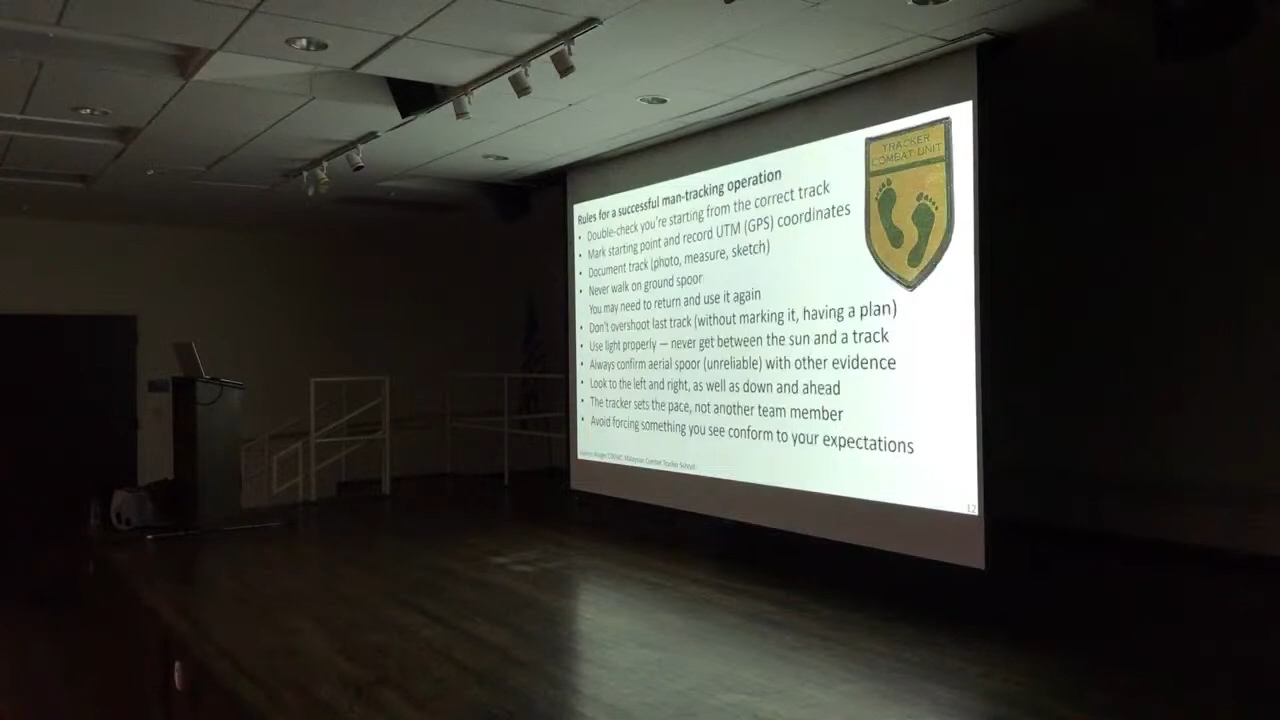 Rules for a successful man-tracking operation
• Double-check you're starting from the correct track
• Mark starting point and record UTM (GPS) coordinates
• Document track (photo, measure, sketch)
• Never walk on ground spoor
You may need to return and use it again
• Don't overshoot last track (without marking it, having a plan)
• Use light properly — never get between the sun and a track
• Always confirm aerial spoor (unreliable) with other evidence
• Look to the left and right, as well as down and ahead
• The tracker sets the pace, not another team member
• Avoid forcing something you see conform to your expectations
Malaysian Combat Tracker School
12
TRACKER
COMBAT UNIT